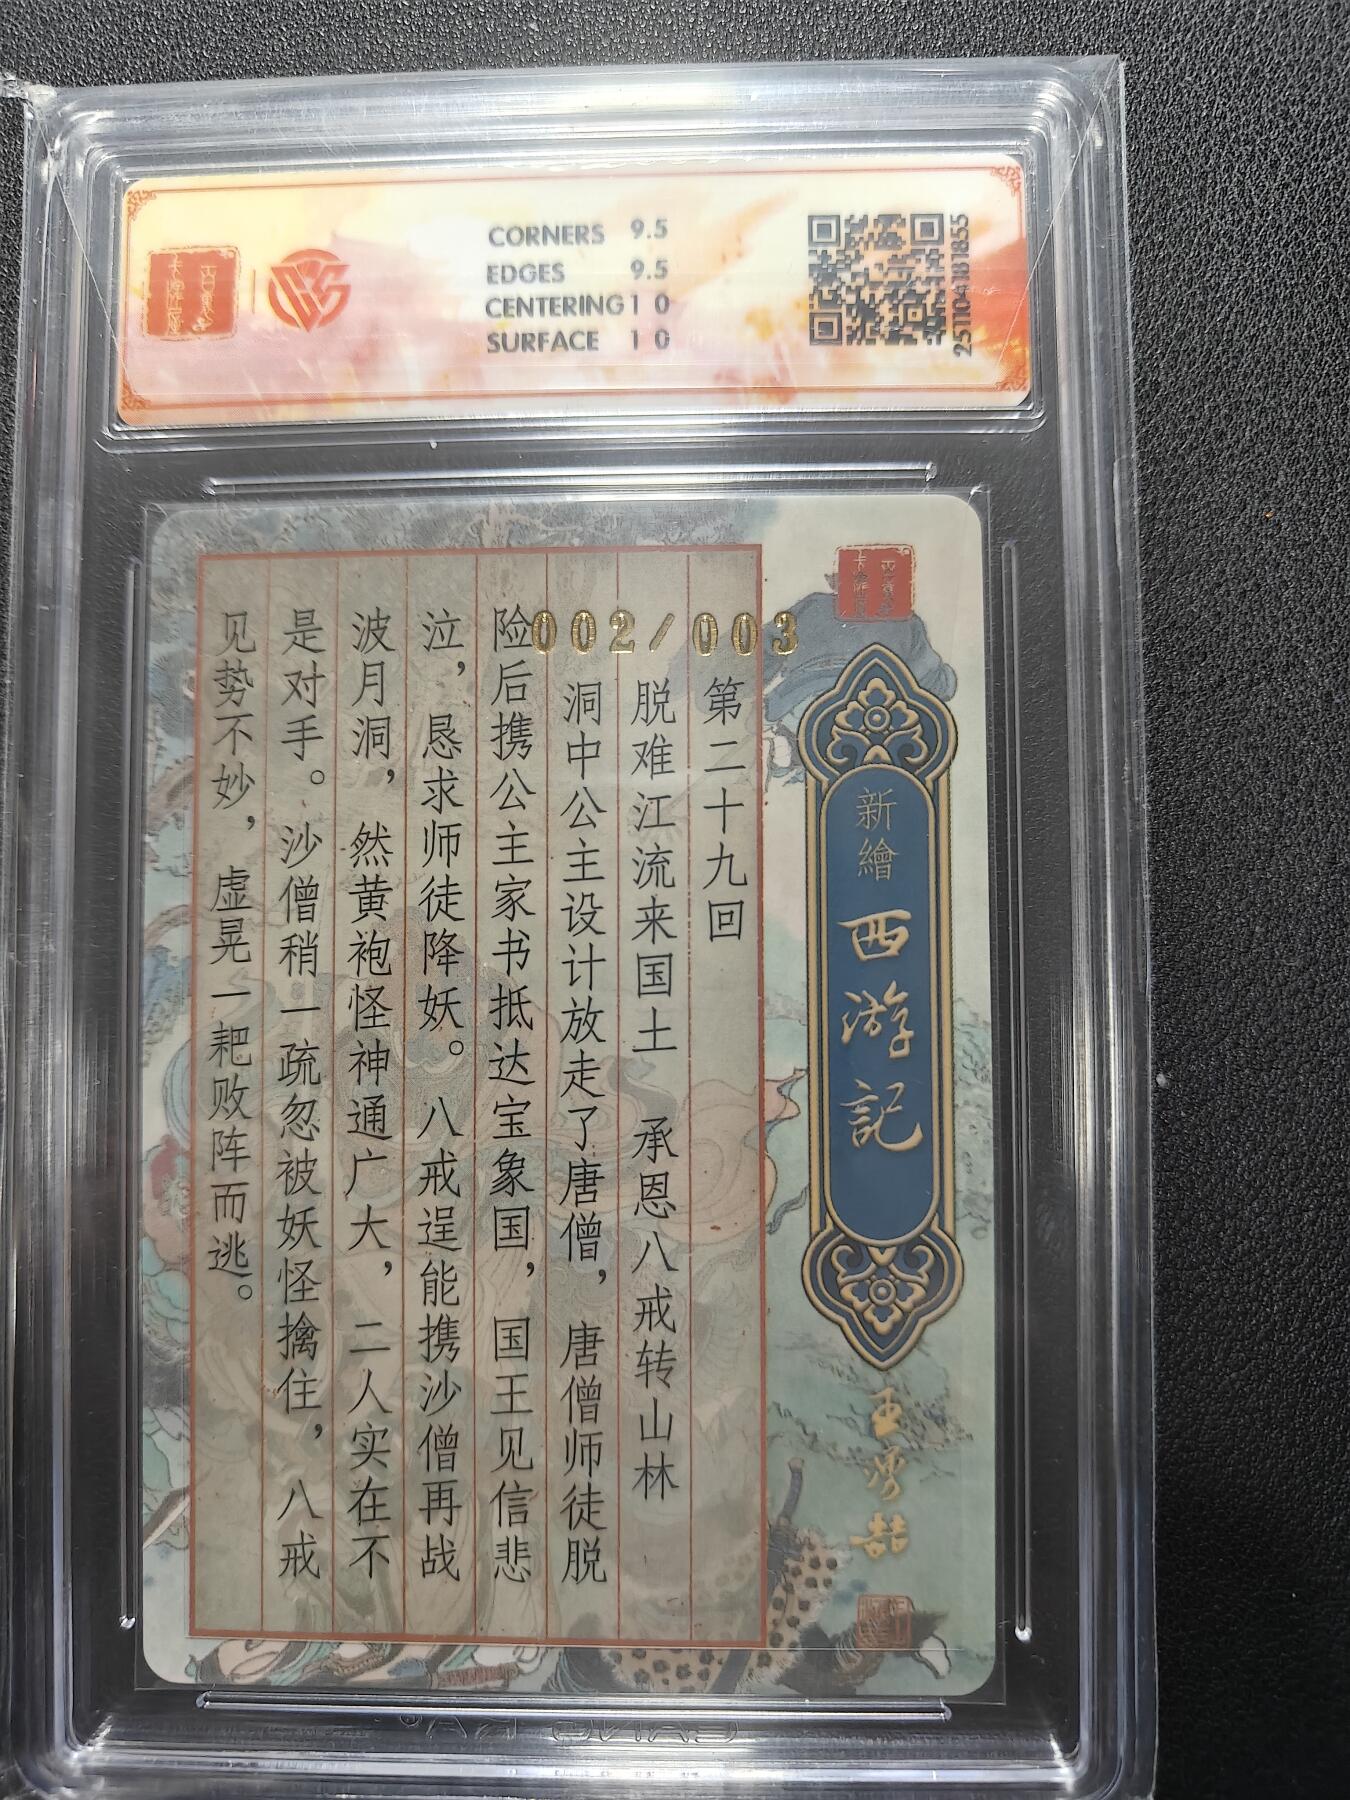 CORNERS 9.5
EDGES 9.5
CENTERING 10
SURFACE 10
251104181855
002/003
新繪西游記
第二十九回
脱难江流来国土 承恩八戒转山林
洞中公主设计放走了唐僧，唐僧师徒脱
险后携公主家书抵达宝象国，国王见信悲
泣，恳求师徒降妖。八戒逞能携沙僧再战
波月洞，然黄袍怪神通广大，二人实在不
是对手。沙僧稍一疏忽被妖怪擒住，八戒
见势不妙，虚晃一耙败阵而逃。